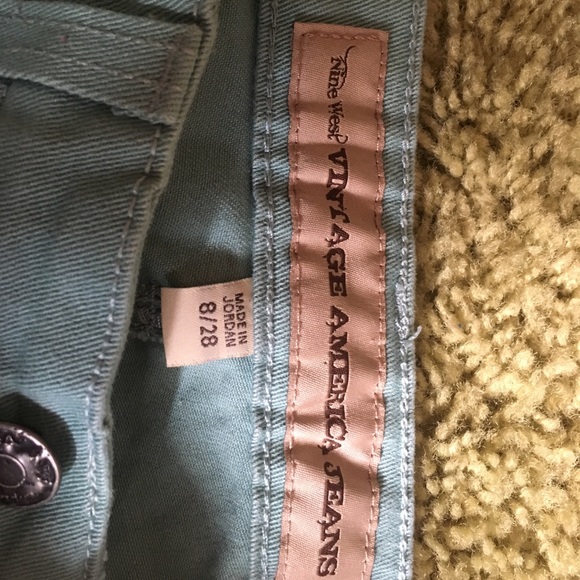 Nine West
VINTAGE AMERICA JEANS
MADE IN
JORDAN
8/28